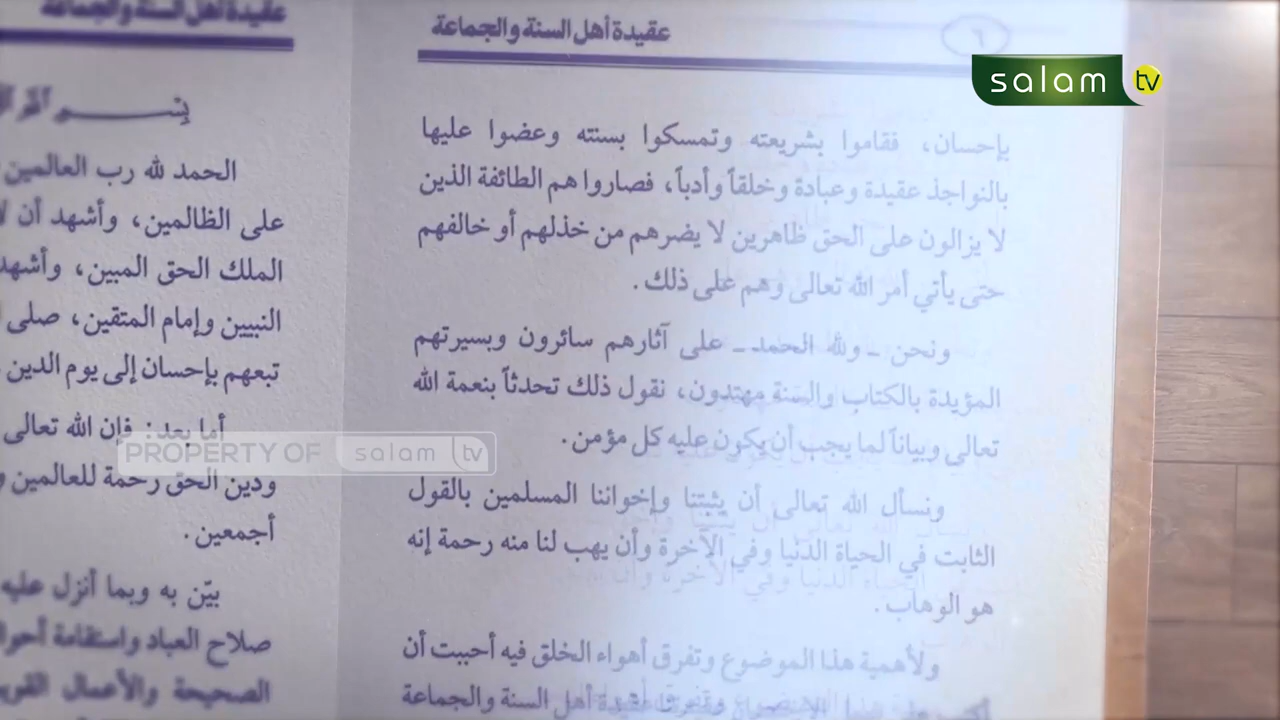 عقيدة أهل السنة والجماعة
بسم
الحمد لله رب العالمين
على الظالمين، وأشهد أن
الملك الحق المبين، وأشهد
النبيين وإمام المتقين، صلى
تبعهم بإحسان إلى يوم الدين
أما بعد: فإن الله تعالى
ودين الحق رحمة للعالمين
أجمعين.
بيّن به وبما أنزل عليه
صلاح العباد واستقامة
الصحيحة والأعمال
عقيدة أهل السنة والجماعة
٦
بإحسان، فقاموا بشريعته وتمسكوا بسنته وعضوا عليها
بالنواجذ عقيدة وعبادة وخلقاً وأدباً، فصاروا هم الطائفة الذين
لا يزالون على الحق ظاهرين لا يضرهم من خذلهم أو خالفهم
حتى يأتي أمر الله تعالى وهم على ذلك.
ونحن ـ ولله الحمد ـ على آثارهم سائرون وبسيرتهم
المؤيدة بالكتاب والسنة مهتدون، نقول ذلك تحدثاً بنعمة الله
تعالى وبياناً لما يجب أن يكون عليه كل مؤمن.
ونسأل الله تعالى أن يثبتنا وإخواننا المسلمين بالقول
الثابت في الحياة الدنيا وفي الآخرة وأن يهب لنا منه رحمة إنه
هو الوهاب.
ولأهمية هذا الموضوع وتفرق أهواء الخلق فيه أحببت أن
أهل السنة والجماعة
salam tv
PROPERTY OF salam tv